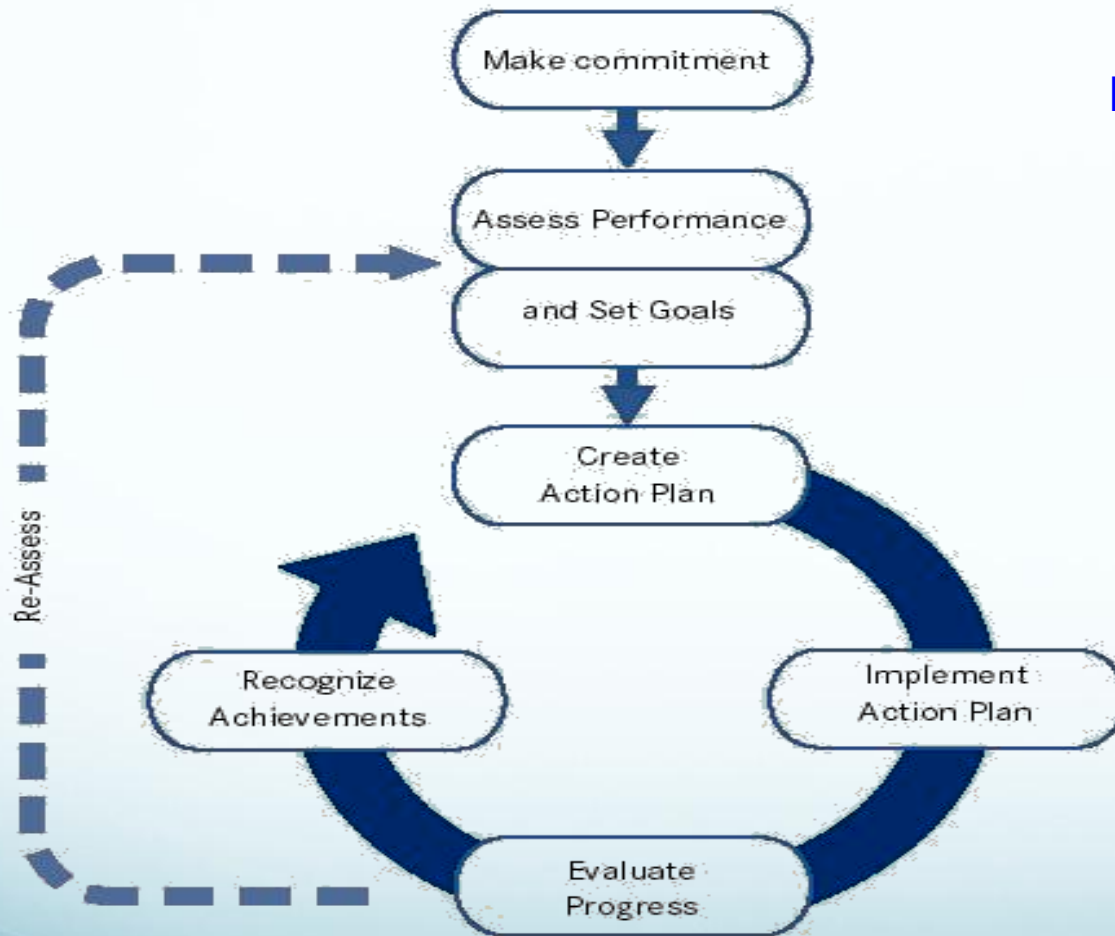 Make commitment
Assess Performance
and Set Goals
Create
Action Plan
Re-Assess
Recognize
Achievements
Implement
Action Plan
Evaluate
Progress